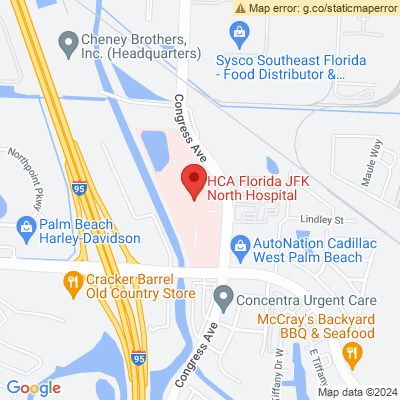 Map error: g.co/staticmaperror
Cheney Brothers,
Inc. (Headquarters)
Sysco Southeast Florida
- Food Distributor &...
Congress Ave
Maule Way
Northpoint Pkwy
95
HCA Florida JFK
North Hospital
Lindley St
Palm Beach
Harley-Davidson
AutoNation Cadillac
West Palm Beach
Cracker Barrel
Old Country Store
Concentra Urgent Care
McCray's Backyard
BBQ & Seafood
Congress Ave
95
Tiffany Dr W
E Tiffany
Google
Map data ©2024